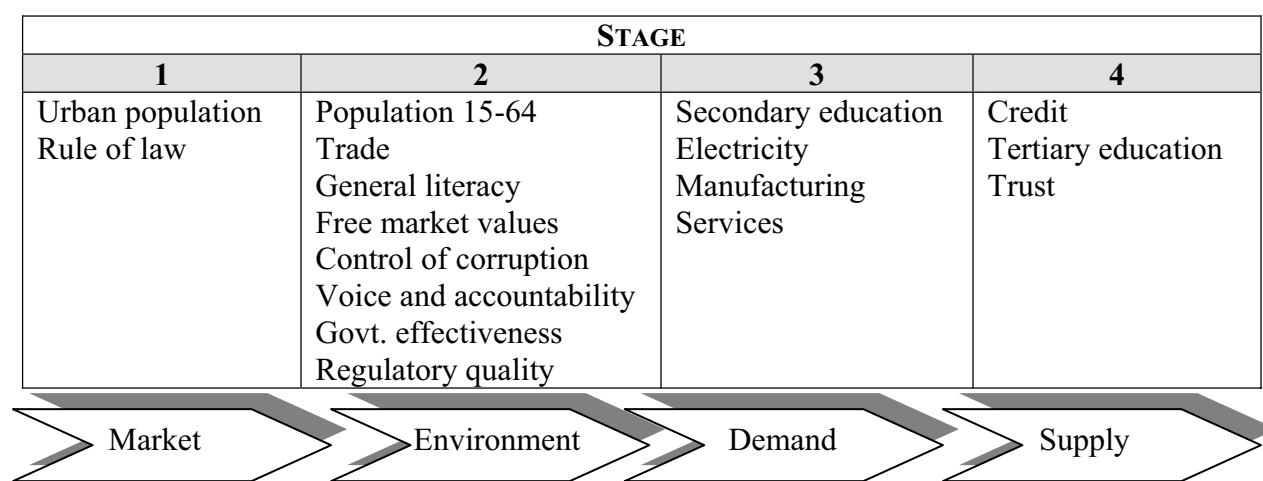 STAGE
1 2 3 4
Urban population Population 15-64 Secondary education Credit
Rule of law Trade Electricity Tertiary education
General literacy Manufacturing Trust
Free market values Services
Control of corruption
Voice and accountability
Govt. effectiveness
Regulatory quality
Market Environment Demand Supply